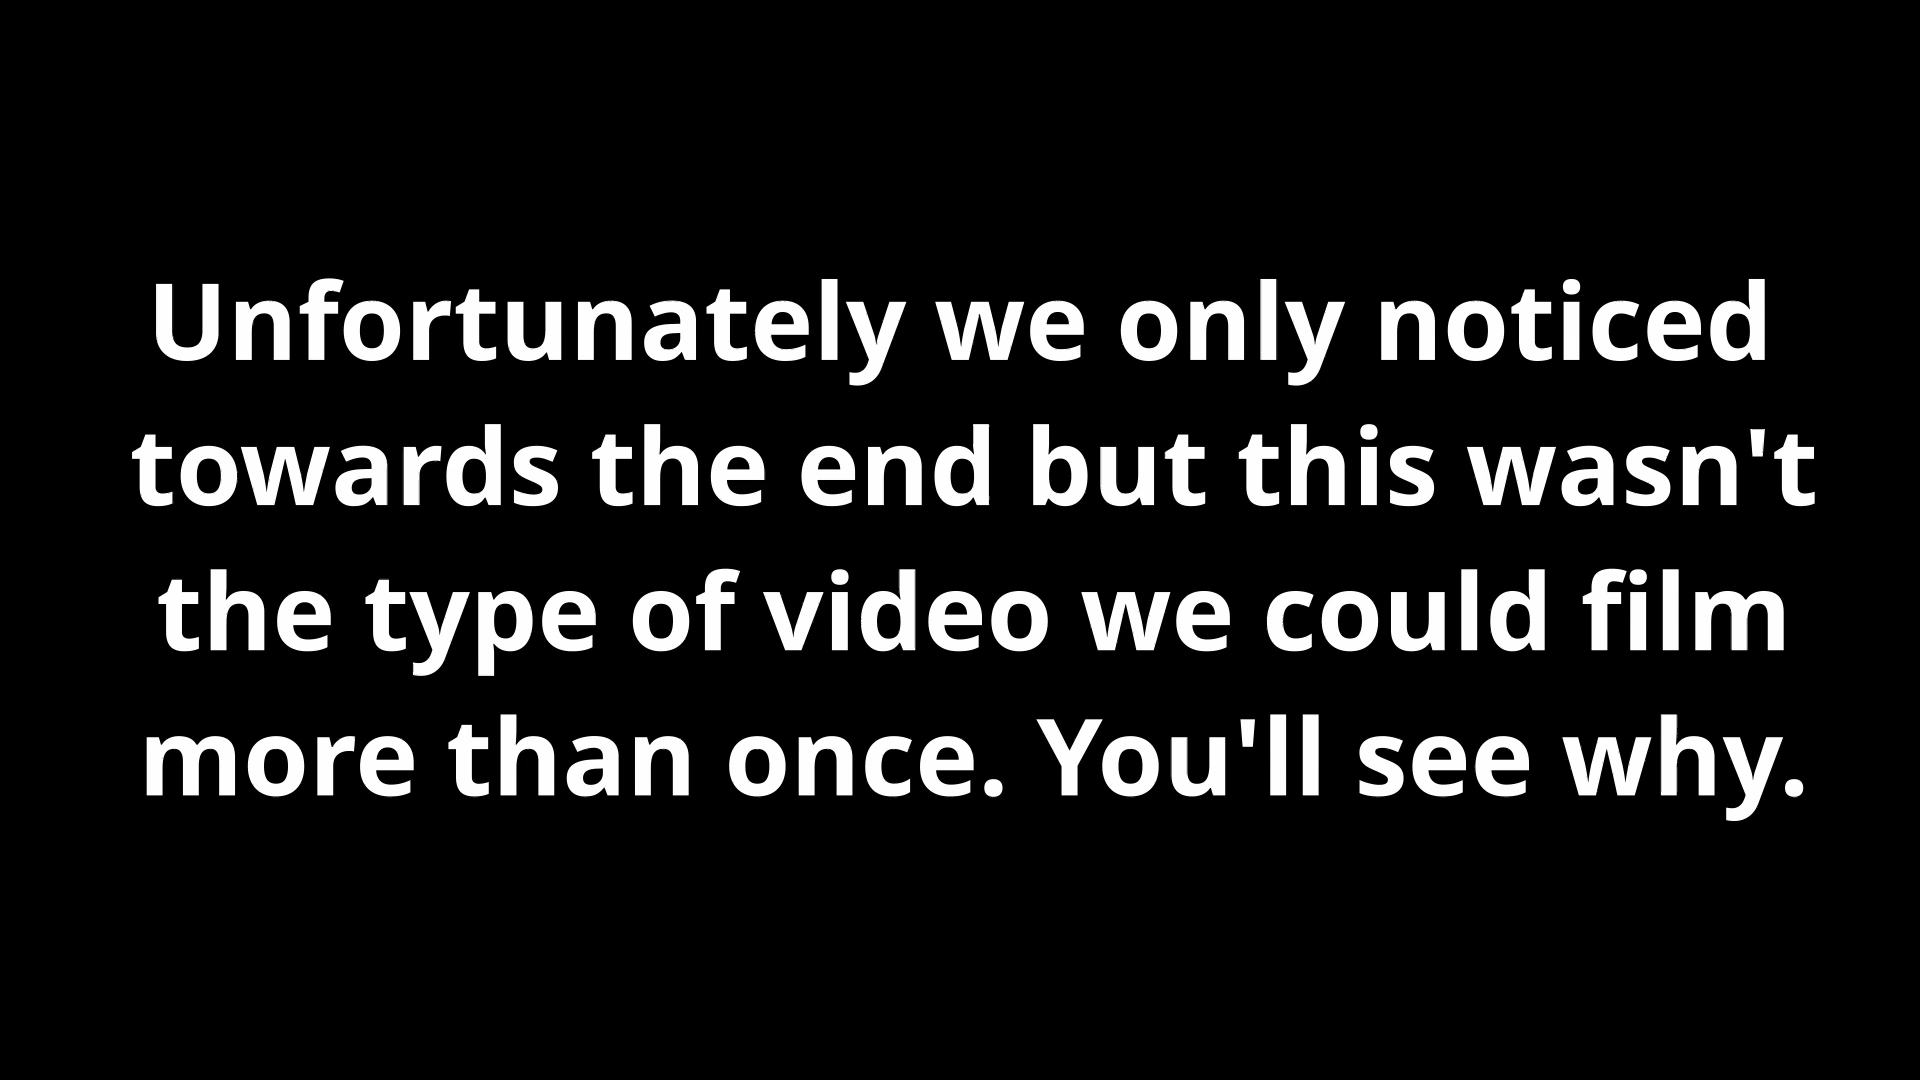 Unfortunately we only noticed
towards the end but this wasn't
the type of video we could film
more than once. You'll see why.